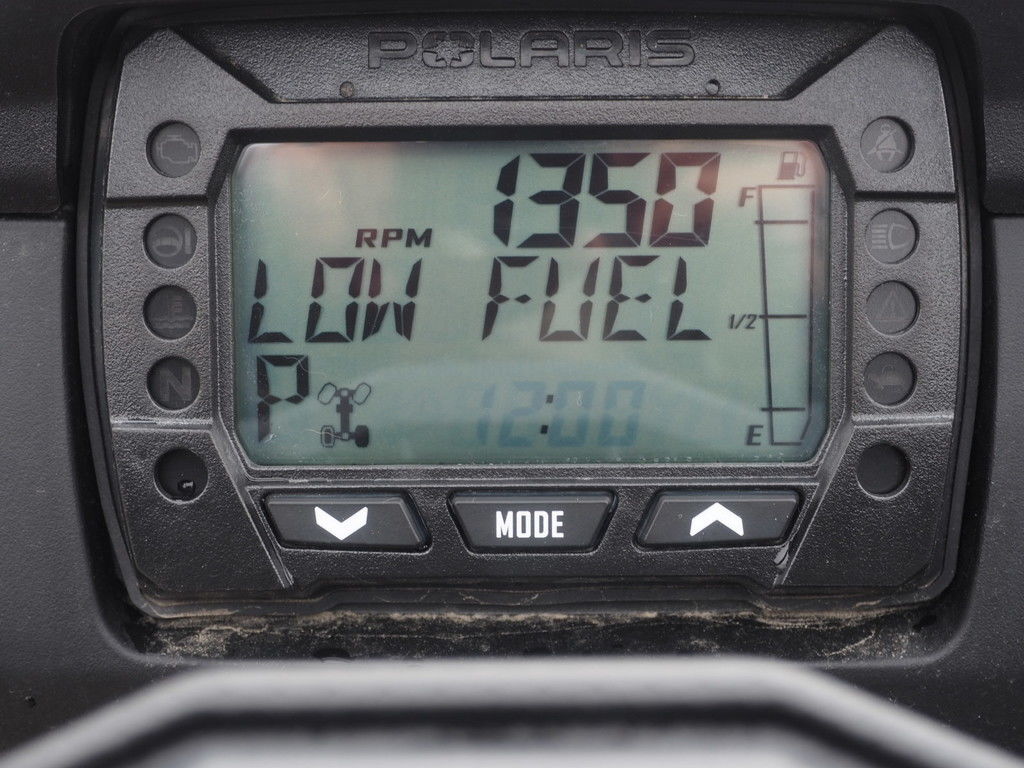 POLARIS
1350
RPM
F
LOW FUEL
1/2
P
12:00
E
N
MODE